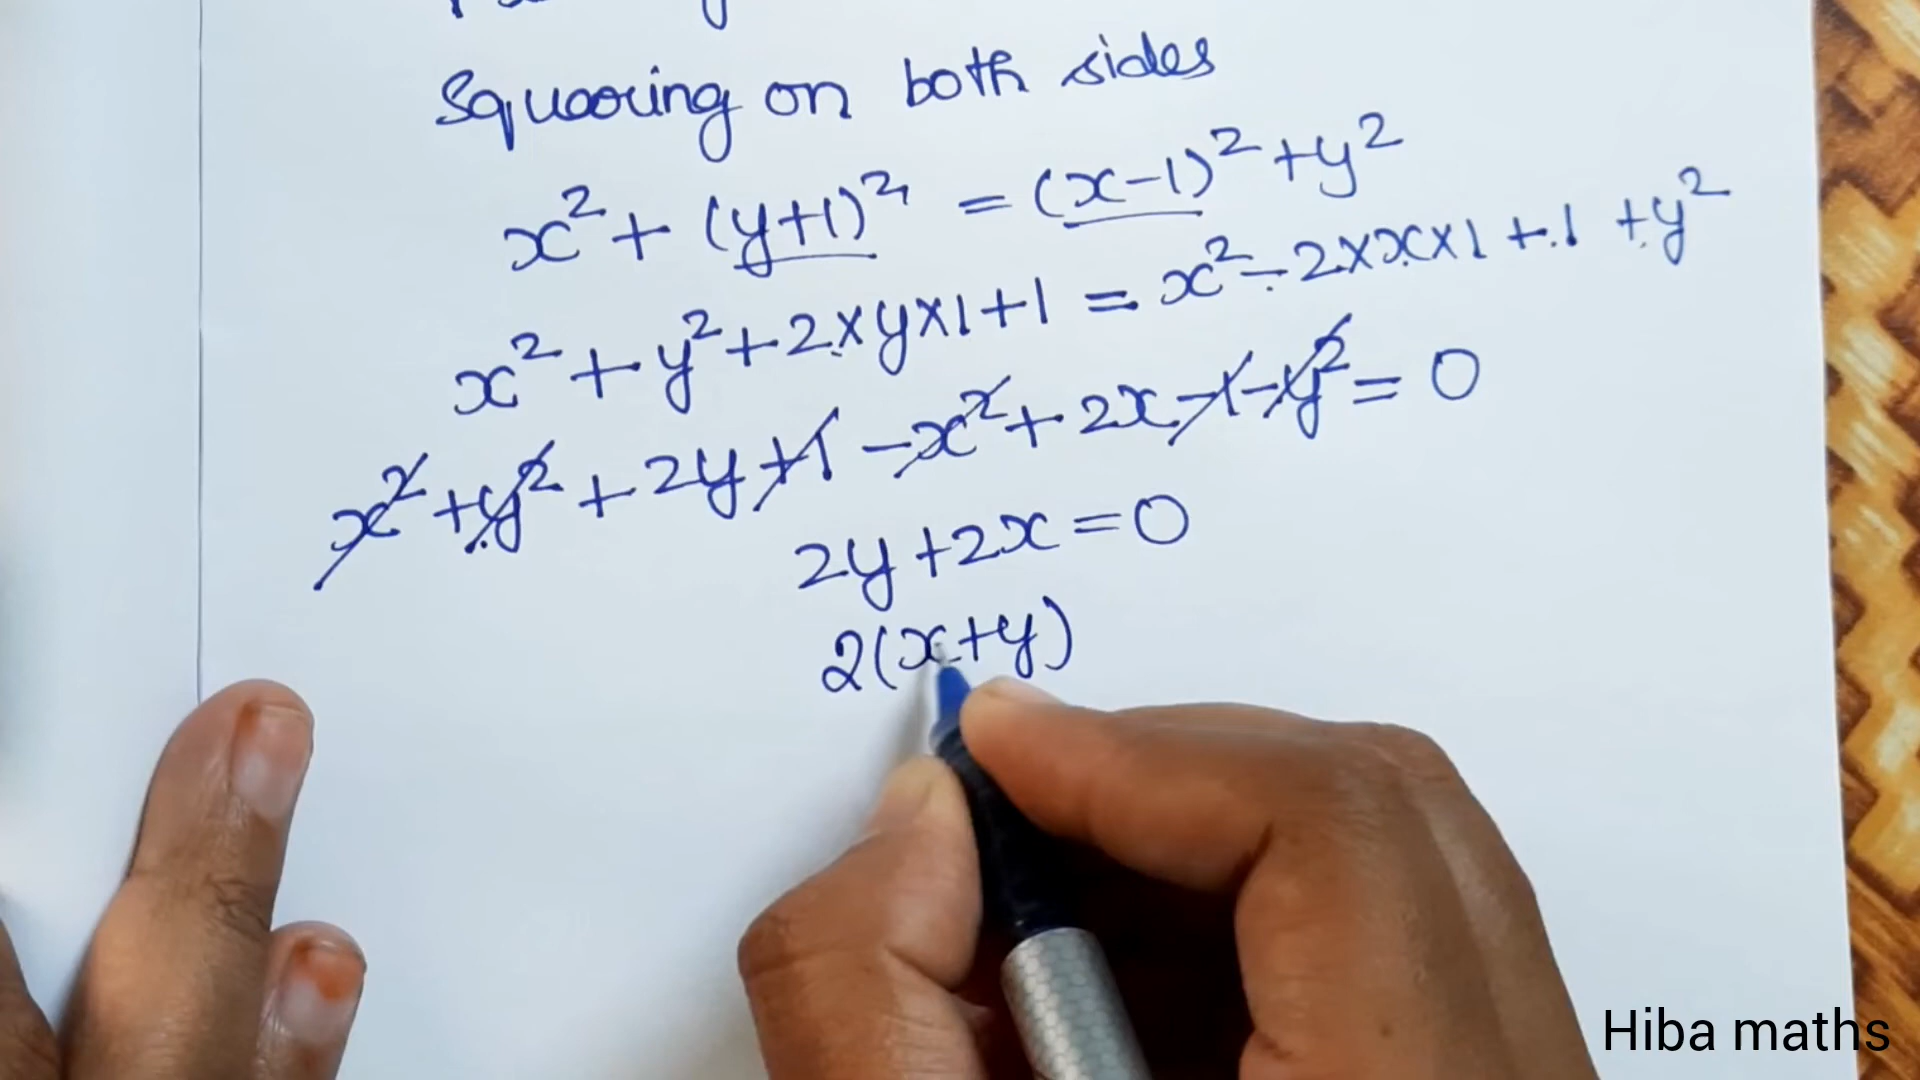 Squaring on both sides
x² + (y+1)² = (x-1)² + y²
x² + y² + 2×y×1+1 = x² - 2×x×1 + 1 + y²
x² + y² + 2y + 1 - x² + 2x - 1 - y² = 0
2y + 2x = 0
2(x+y)
Hiba maths